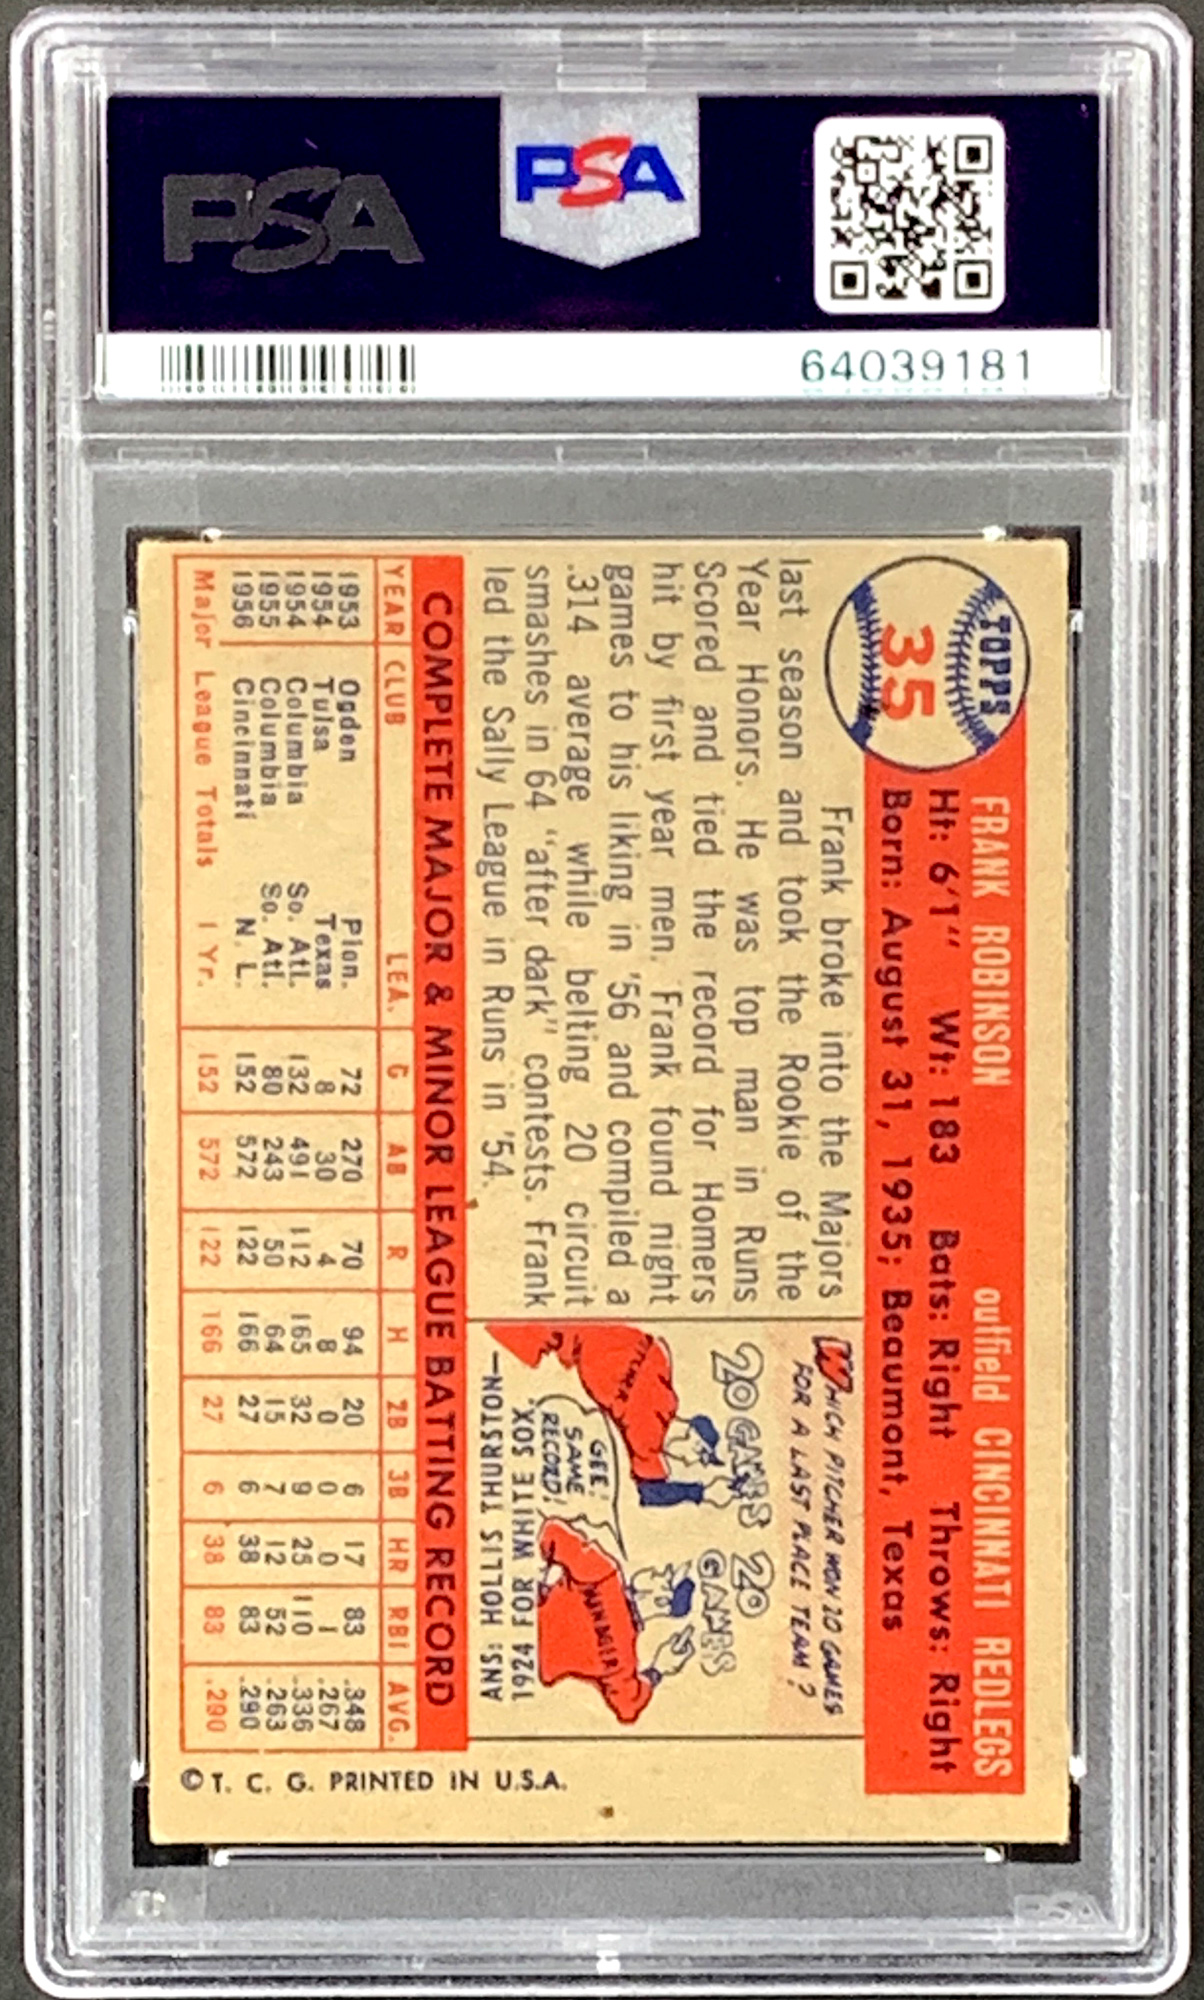 PSA
PSA
64039181
TOPPS
35
FRANK ROBINSON outfield CINCINNATI REDLEGS
Ht: 6'1" Wt: 183 Bats: Right Throws: Right
Born: August 31, 1935; Beaumont, Texas
Frank broke into the Majors
last season and took the Rookie of the
Year Honors. He was top man in Runs
Scored and tied the record for Homers
hit by first year men. Frank found night
games to his liking in '56 and compiled a
.314 average while belting 20 circuit
smashes in 64 "after dark" contests. Frank
led the Sally League in Runs in '54.
WHICH PITCHER WON 20 GAMES
FOR A LAST PLACE TEAM?
20 GAMES 20 GAMES
PITCHER
MANAGER
GEE!
SAME
RECORD!
ANS: HOLLIS THURSTON—
1924 FOR WHITE SOX.
COMPLETE MAJOR & MINOR LEAGUE BATTING RECORD
YEAR CLUB LEA. G AB R H 2B 3B HR RBI AVG.
1953 Ogden Pion. 72 270 70 94 20 6 17 83 .348
1954 Tulsa Texas 8 30 4 8 0 0 0 1 .267
1954 Columbia So. Atl. 132 491 112 165 32 9 25 110 .336
1955 Columbia So. Atl. 80 243 50 64 15 7 12 52 .263
1956 Cincinnati N. L. 152 572 122 166 27 6 38 83 .290
Major League Totals 1 Yr. 152 572 122 166 27 6 38 83 .290
© T. C. G. PRINTED IN U.S.A.
PSA